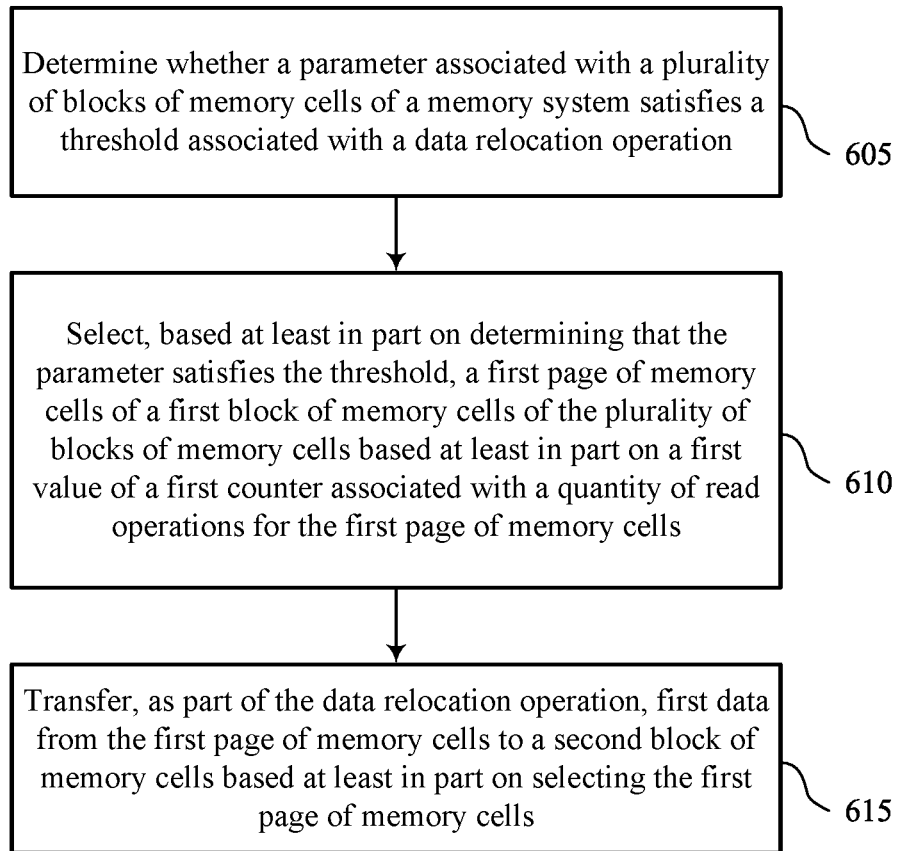 Determine whether a parameter associated with a plurality
of blocks of memory cells of a memory system satisfies a
threshold associated with a data relocation operation
605
Select, based at least in part on determining that the
parameter satisfies the threshold, a first page of memory
cells of a first block of memory cells of the plurality of
blocks of memory cells based at least in part on a first
value of a first counter associated with a quantity of read
operations for the first page of memory cells
610
Transfer, as part of the data relocation operation, first data
from the first page of memory cells to a second block of
memory cells based at least in part on selecting the first
page of memory cells
615